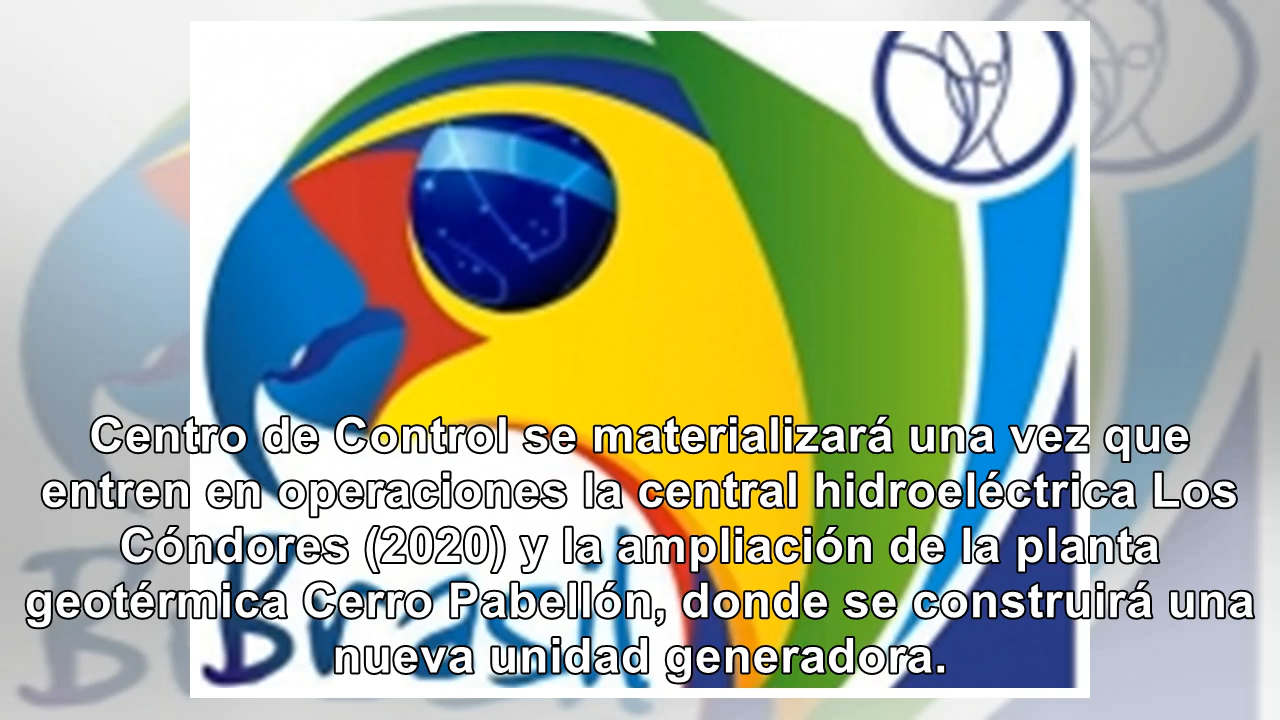 Centro de Control se materializará una vez que
entren en operaciones la central hidroeléctrica Los
Cóndores (2020) y la ampliación de la planta
geotérmica Cerro Pabellón, donde se construirá una
nueva unidad generadora.
Brasil